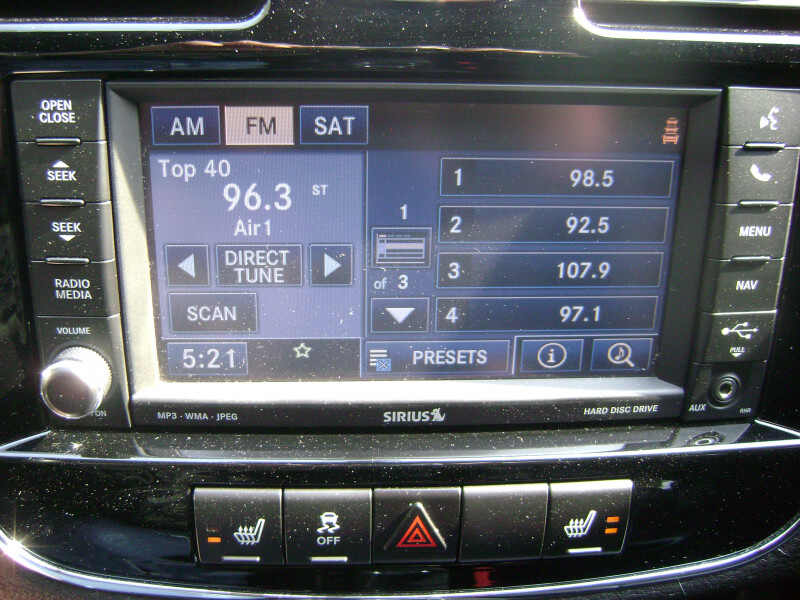 OPEN
CLOSE
SEEK
SEEK
RADIO
MEDIA
VOLUME
AM FM SAT
Top 40
96.3 ST
Air1
DIRECT
TUNE
SCAN
5:21
1
of 3
1 98.5
2 92.5
3 107.9
4 97.1
PRESETS
MENU
NAV
PULL
AUX RHR
MP3 - WMA - JPEG
SIRIUS
HARD DISC DRIVE
OFF